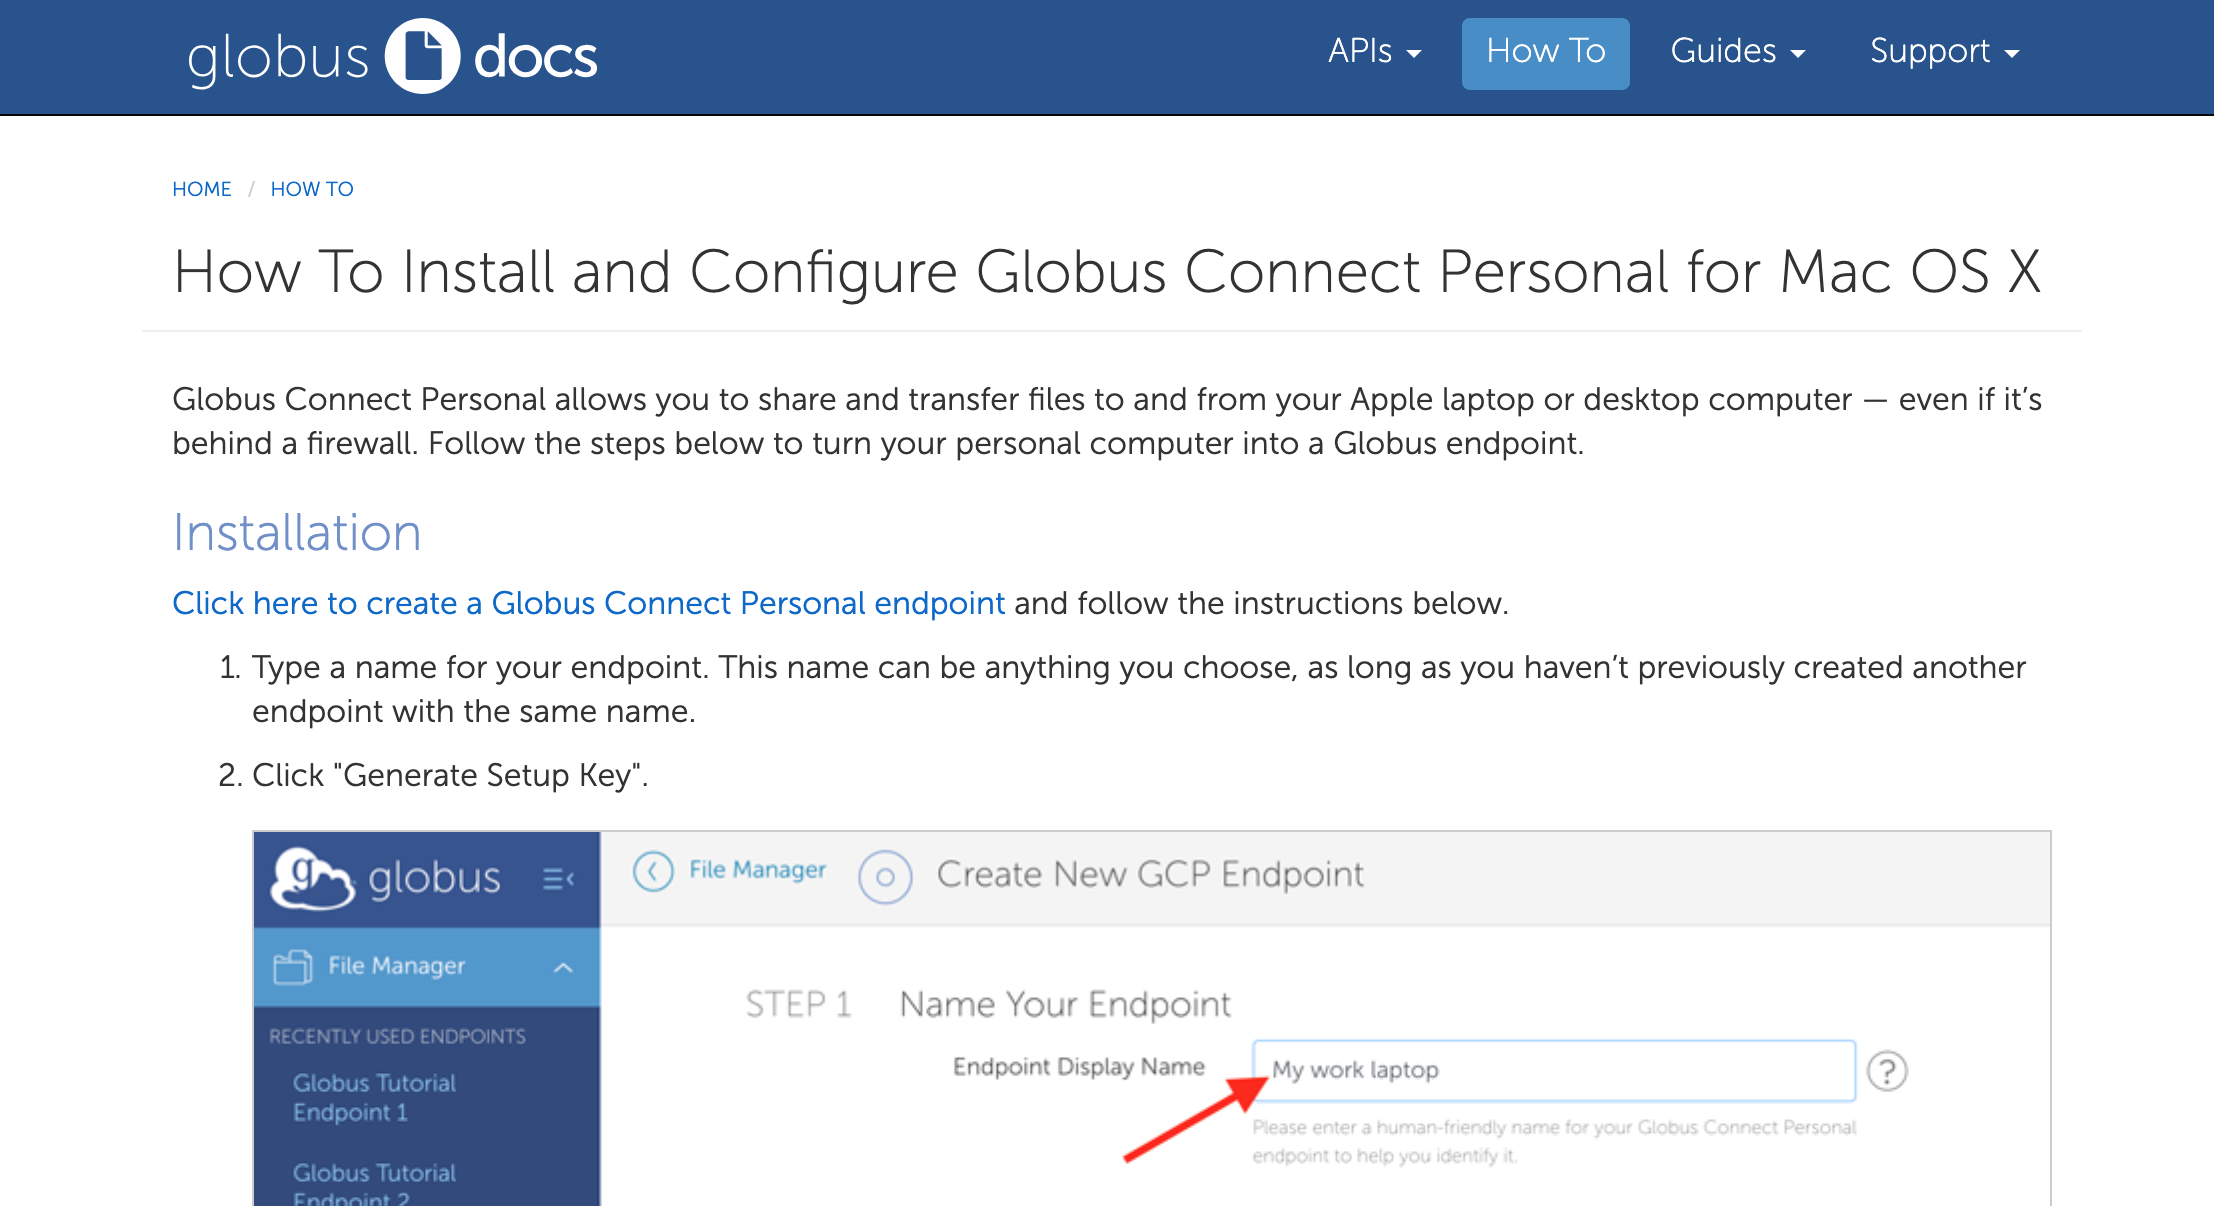 globus docs
APIs
How To
Guides
Support
HOME / HOW TO
How To Install and Configure Globus Connect Personal for Mac OS X
Globus Connect Personal allows you to share and transfer files to and from your Apple laptop or desktop computer — even if it’s
behind a firewall. Follow the steps below to turn your personal computer into a Globus endpoint.
Installation
Click here to create a Globus Connect Personal endpoint and follow the instructions below.
1. Type a name for your endpoint. This name can be anything you choose, as long as you haven’t previously created another
endpoint with the same name.
2. Click "Generate Setup Key".
globus
File Manager
Create New GCP Endpoint
File Manager
RECENTLY USED ENDPOINTS
Globus Tutorial
Endpoint 1
Globus Tutorial
Endpoint 2
STEP 1 Name Your Endpoint
Endpoint Display Name
My work laptop
?
Please enter a human-friendly name for your Globus Connect Personal
endpoint to help you identify it.